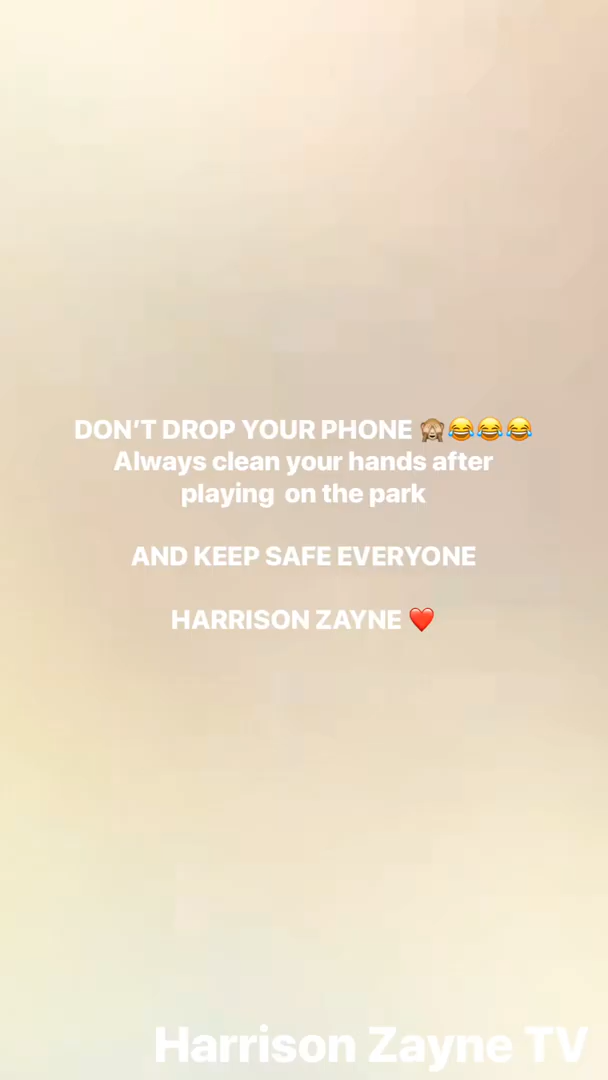 DON’T DROP YOUR PHONE 🙈😂😂😂
Always clean your hands after
playing  on the park
AND KEEP SAFE EVERYONE
HARRISON ZAYNE ❤️
Harrison Zayne TV